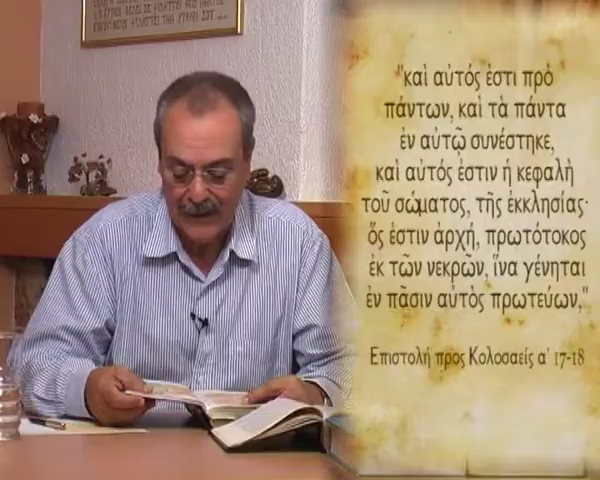 "καὶ αὐτός ἐστι πρὸ
πάντων, καὶ τὰ πάντα
ἐν αὐτῷ συνέστηκε,
καὶ αὐτός ἐστιν ἡ κεφαλὴ
τοῦ σώματος, τῆς ἐκκλησίας·
ὅς ἐστιν ἀρχή, πρωτότοκος
ἐκ τῶν νεκρῶν, ἵνα γένηται
ἐν πᾶσιν αὐτὸς πρωτεύων,"
Επιστολή προς Κολοσαείς α' 17-18